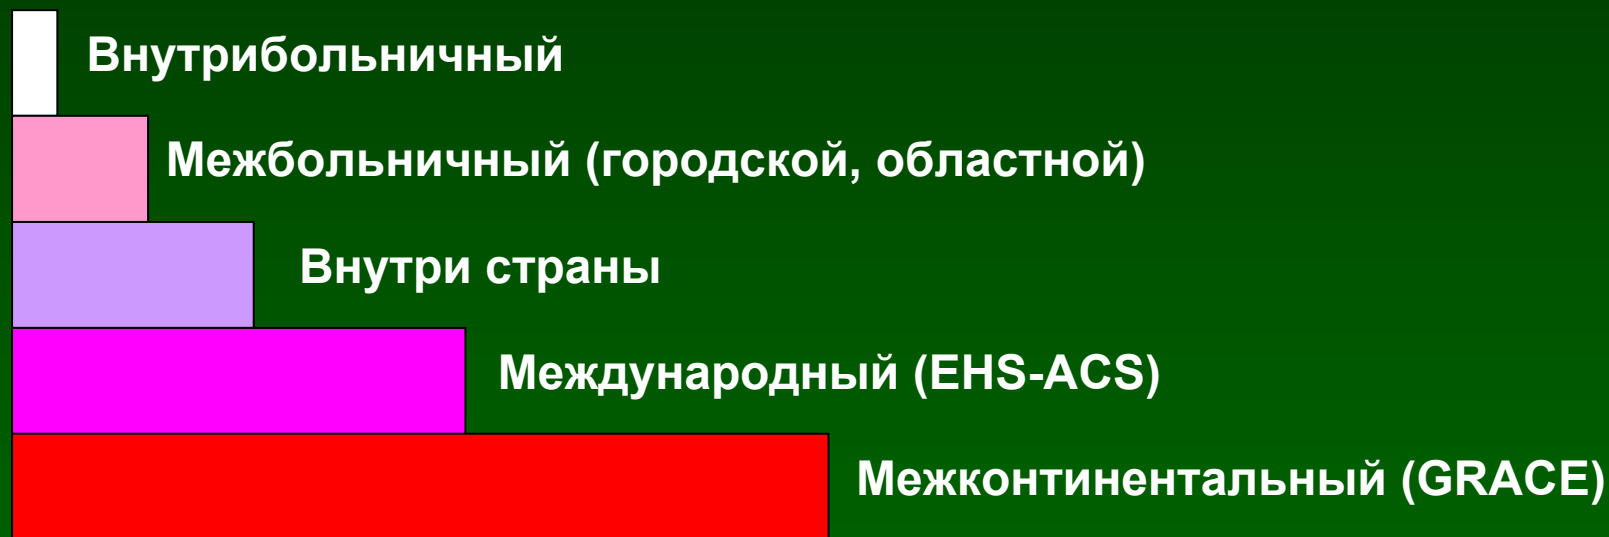 Внутрибольничный
Межбольничный (городской, областной)
Внутри страны
Международный (EHS-ACS)
Межконтинентальный (GRACE)